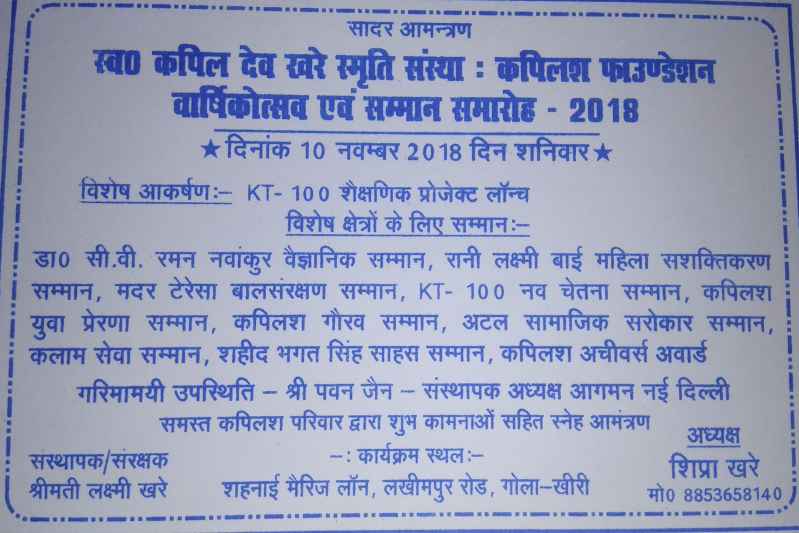 सादर आमन्त्रण
स्व0 कपिल देव खरे स्मृति संस्था : कपिलश फाउण्डेशन
वार्षिकोत्सव एवं सम्मान समारोह - 2018
★दिनांक 10 नवम्बर 2018 दिन शनिवार★
विशेष आकर्षण:– KT- 100 शैक्षणिक प्रोजेक्ट लॉन्च
विशेष क्षेत्रों के लिए सम्मान:–
डा0 सी.वी. रमन नवांकुर वैज्ञानिक सम्मान, रानी लक्ष्मी बाई महिला सशक्तिकरण
सम्मान, मदर टेरेसा बालसंरक्षण सम्मान, KT- 100 नव चेतना सम्मान, कपिलश
युवा प्रेरणा सम्मान, कपिलश गौरव सम्मान, अटल सामाजिक सरोकार सम्मान,
कलाम सेवा सम्मान, शहीद भगत सिंह साहस सम्मान, कपिलश अचीवर्स अवार्ड
गरिमामयी उपस्थिति – श्री पवन जैन – संस्थापक अध्यक्ष आगमन नई दिल्ली
समस्त कपिलश परिवार द्वारा शुभ कामनाओं सहित स्नेह आमंत्रण
संस्थापक/संरक्षक
श्रीमती लक्ष्मी खरे
–: कार्यक्रम स्थल:–
शहनाई मैरिज लॉन, लखीमपुर रोड, गोला–खीरी
अध्यक्ष
शिप्रा खरे
मो0 8853658140